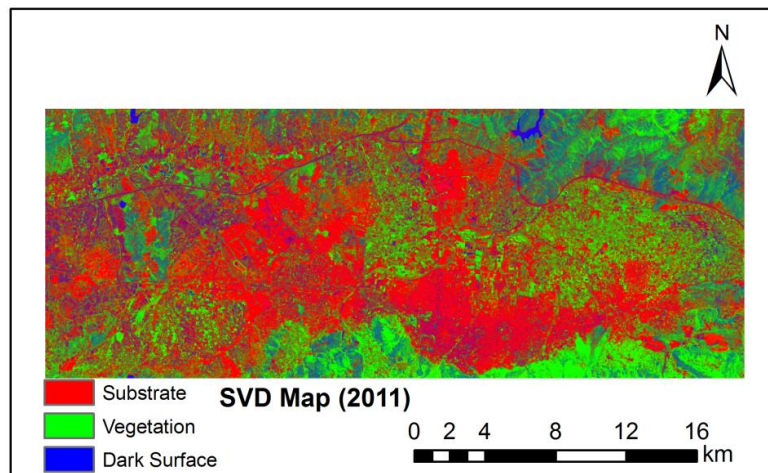 N
Substrate
SVD Map (2011)
Vegetation
Dark Surface
0 2 4 8 12 16
km